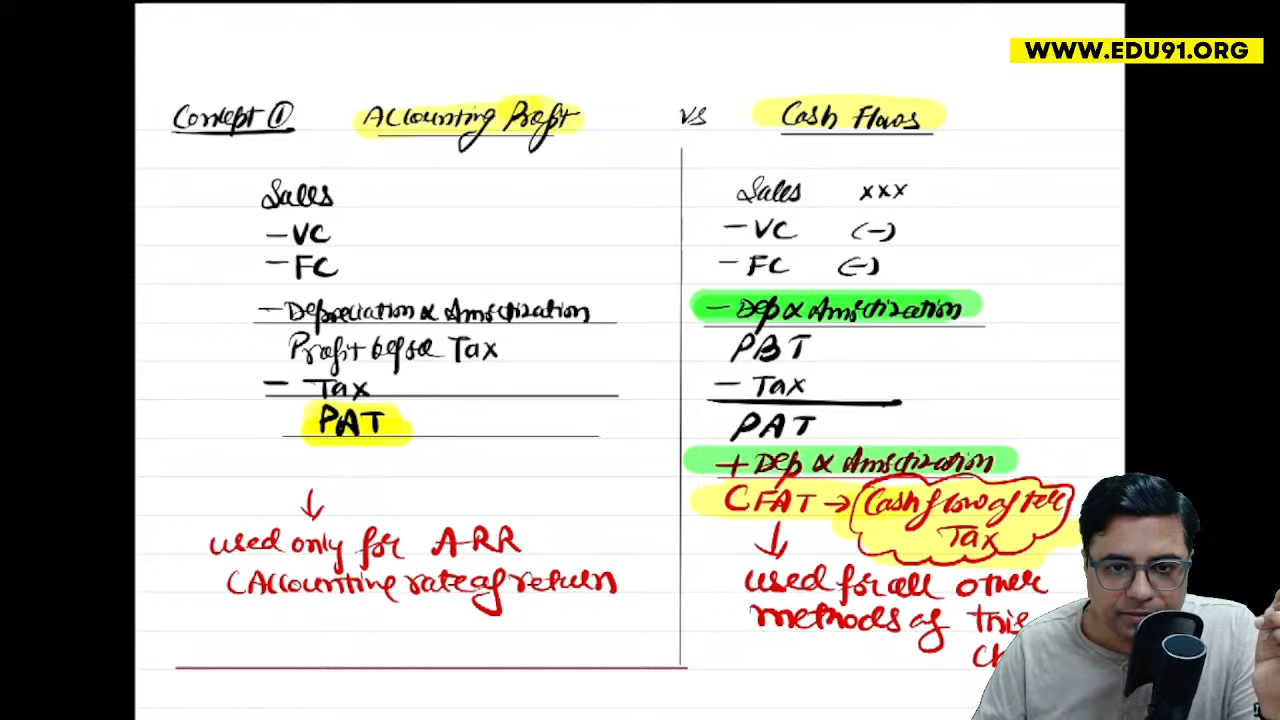 WWW.EDU91.ORG
Concept ① Accounting Profit vs Cash Flows
Sales
- VC
- FC
- Depreciation & Amortization
Profit before Tax
- Tax
PAT
↓
used only for ARR
(Accounting rate of return
Sales xxx
- VC (-)
- FC (-)
- Dep & Amortization
PBT
- Tax
PAT
+ Dep & Amortization
CFAT → Cash flow after
Tax
↓
used for all other
methods of this